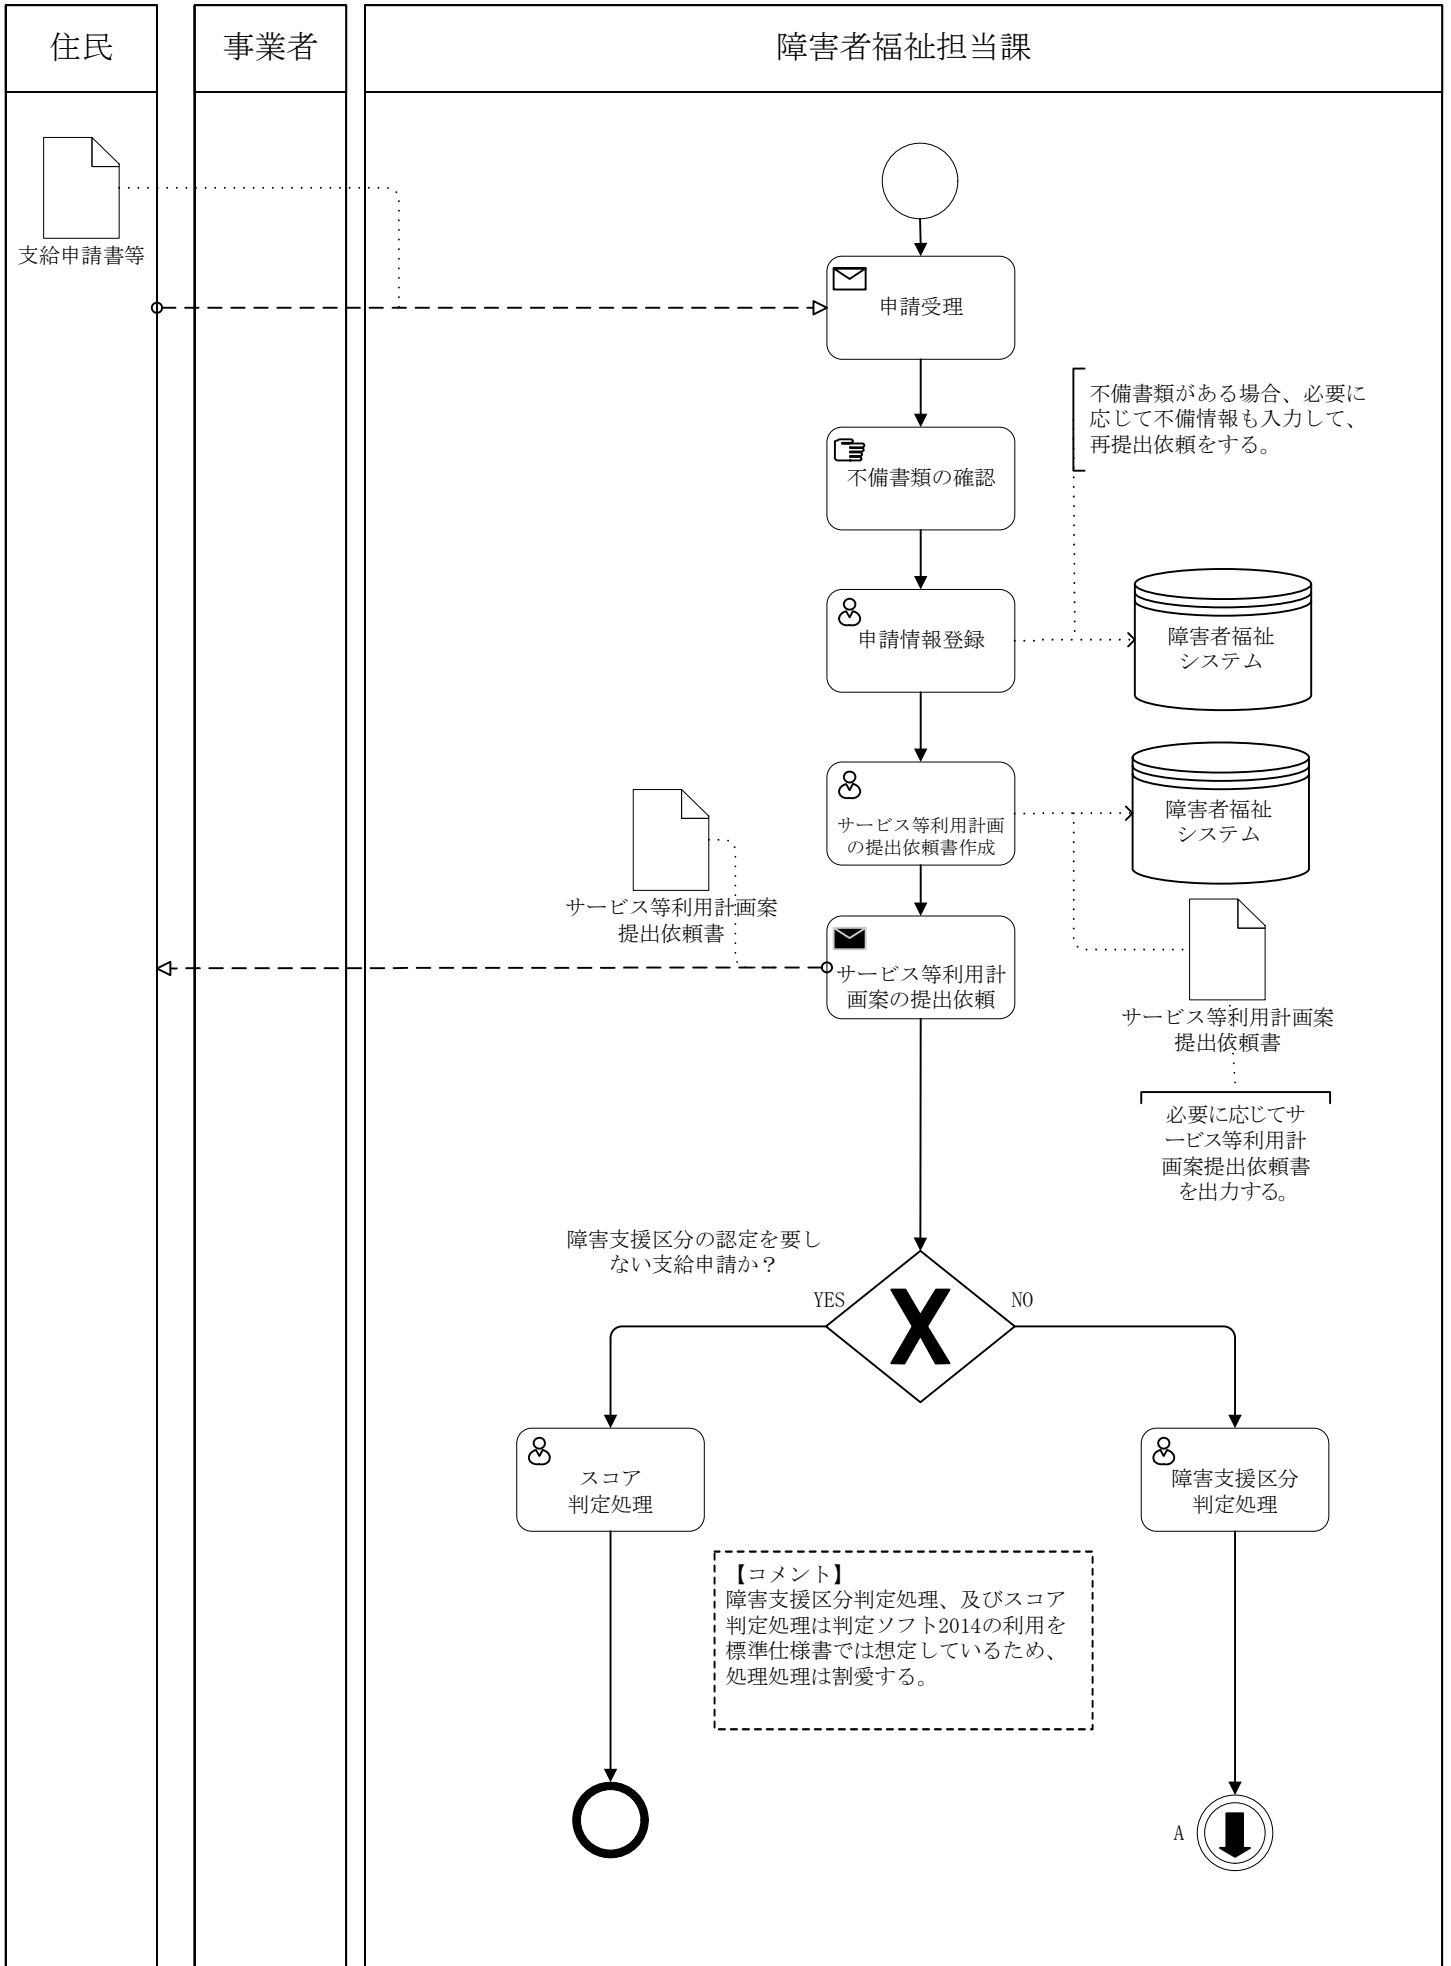 住民
事業者
障害者福祉担当課
支給申請書等
申請受理
不備書類がある場合、必要に
応じて不備情報も入力して、
再提出依頼をする。
不備書類の確認
申請情報登録
障害者福祉
システム
サービス等利用計画
の提出依頼書作成
障害者福祉
システム
サービス等利用計画案
提出依頼書
サービス等利用計
画案の提出依頼
サービス等利用計画案
提出依頼書
必要に応じてサ
ービス等利用計
画案提出依頼書
を出力する。
障害支援区分の認定を要し
ない支給申請か？
YES
NO
スコア
判定処理
障害支援区分
判定処理
【コメント】
障害支援区分判定処理、及びスコア
判定処理は判定ソフト2014の利用を
標準仕様書では想定しているため、
処理処理は割愛する。
A